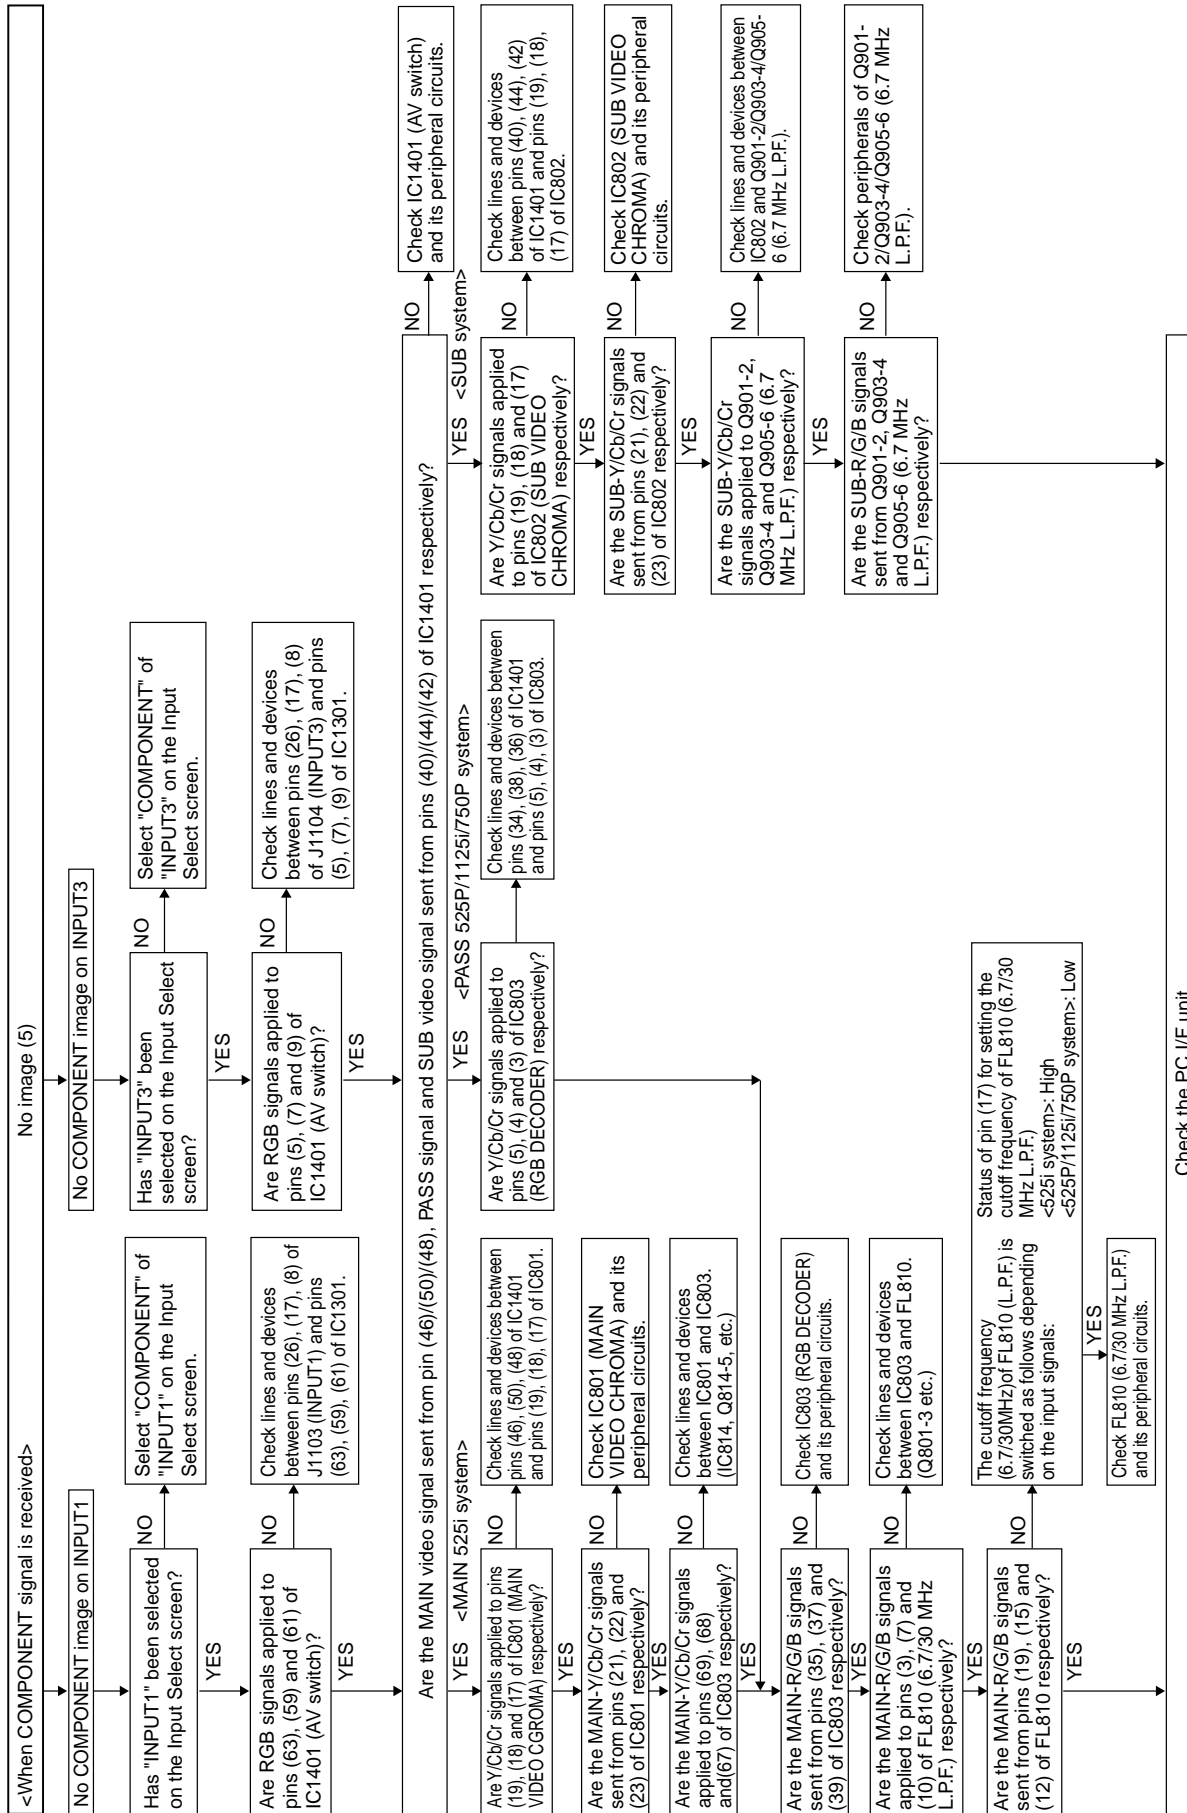 <When COMPONENT signal is received>
No image (5)
No COMPONENT image on INPUT1
Has "INPUT1" been selected
on the Input Select screen?
NO
Select "COMPONENT" of
"INPUT1" on the Input
Select screen.
YES
Are RGB signals applied to
pins (63), (59) and (61) of
IC1401 (AV switch)?
NO
Check lines and devices
between pins (26), (17), (8) of
J1103 (INPUT1) and pins
(63), (59), (61) of IC1301.
YES
No COMPONENT image on INPUT3
Has "INPUT3" been
selected on the Input Select
screen?
NO
Select "COMPONENT" of
"INPUT3" on the Input
Select screen.
YES
Are RGB signals applied to
pins (5), (7) and (9) of
IC1401 (AV switch)?
NO
Check lines and devices
between pins (26), (17), (8)
of J1104 (INPUT3) and pins
(5), (7), (9) of IC1301.
YES
Are the MAIN video signal sent from pin (46)/(50)/(48), PASS signal and SUB video signal sent from pins (40)/(44)/(42) of IC1401 respectively?
NO
Check IC1401 (AV switch)
and its peripheral circuits.
YES
<MAIN 525i system>
Are Y/Cb/Cr signals applied to pins
(19), (18) and (17) of IC801 (MAIN
VIDEO CGROMA) respectively?
NO
Check lines and devices between
pins (46), (50), (48) of IC1401
and pins (19), (18), (17) of IC801.
YES
Are the MAIN-Y/Cb/Cr signals
sent from pins (21), (22) and
(23) of IC801 respectively?
NO
Check IC801 (MAIN
VIDEO CHROMA) and its
peripheral circuits.
YES
Are the MAIN-Y/Cb/Cr signals
applied to pins (69), (68)
and(67) of IC803 respectively?
NO
Check lines and devices
between IC801 and IC803.
(IC814, Q814-5, etc.)
YES
Are the MAIN-R/G/B signals
sent from pins (35), (37) and
(39) of IC803 respectively?
NO
Check IC803 (RGB DECODER)
and its peripheral circuits.
YES
Are the MAIN-R/G/B signals
applied to pins (3), (7) and
(10) of FL810 (6.7/30 MHz
L.P.F.) respectively?
NO
Check lines and devices
between IC803 and FL810.
(Q801-3 etc.)
YES
Are the MAIN-R/G/B signals
sent from pins (19), (15) and
(12) of FL810 respectively?
NO
The cutoff frequency
(6.7/30MHz)of FL810 (L.P.F.) is
switched as follows depending
on the input signals:
Status of pin (17) for setting the
cutoff frequency of FL810 (6.7/30
MHz L.P.F.)
<525i system>: High
<525P/1125i/750P system>: Low
YES
Check FL810 (6.7/30 MHz L.P.F.)
and its peripheral circuits.
YES
YES
<PASS 525P/1125i/750P system>
Are Y/Cb/Cr signals applied to
pins (5), (4) and (3) of IC803
(RGB DECODER) respectively?
Check lines and devices between
pins (34), (38), (36) of IC1401
and pins (5), (4), (3) of IC803.
YES
<SUB system>
Are Y/Cb/Cr signals applied
to pins (19), (18) and (17)
of IC802 (SUB VIDEO
CHROMA) respectively?
NO
Check lines and devices
between pins (40), (44), (42)
of IC1401 and pins (19), (18),
(17) of IC802.
YES
Are the SUB-Y/Cb/Cr signals
sent from pins (21), (22) and
(23) of IC802 respectively?
NO
Check IC802 (SUB VIDEO
CHROMA) and its peripheral
circuits.
YES
Are the SUB-Y/Cb/Cr
signals applied to Q901-2,
Q903-4 and Q905-6 (6.7
MHz L.P.F.) respectively?
NO
Check lines and devices between
IC802 and Q901-2/Q903-4/Q905-
6 (6.7 MHz L.P.F.).
YES
Are the SUB-R/G/B signals
sent from Q901-2, Q903-4
and Q905-6 (6.7 MHz
L.P.F.) respectively?
NO
Check peripherals of Q901-
2/Q903-4/Q905-6 (6.7 MHz
L.P.F.).
Check the PC I/F unit